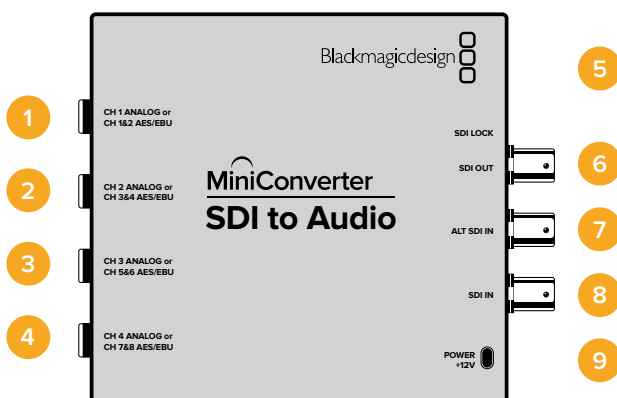 Blackmagicdesign
5
1
CH 1 ANALOG or
CH 1&2 AES/EBU
SDI LOCK
SDI OUT
6
2
CH 2 ANALOG or
CH 3&4 AES/EBU
MiniConverter
SDI to Audio
ALT SDI IN
7
3
CH 3 ANALOG or
CH 5&6 AES/EBU
SDI IN
8
4
CH 4 ANALOG or
CH 7&8 AES/EBU
POWER
+12V
9